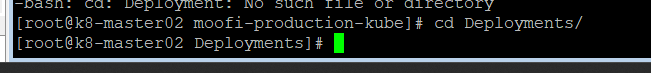 -bash: cd: Deployment: No such file or directory
[root@k8-master02 moofi-production-kube]# cd Deployments/
[root@k8-master02 Deployments]#